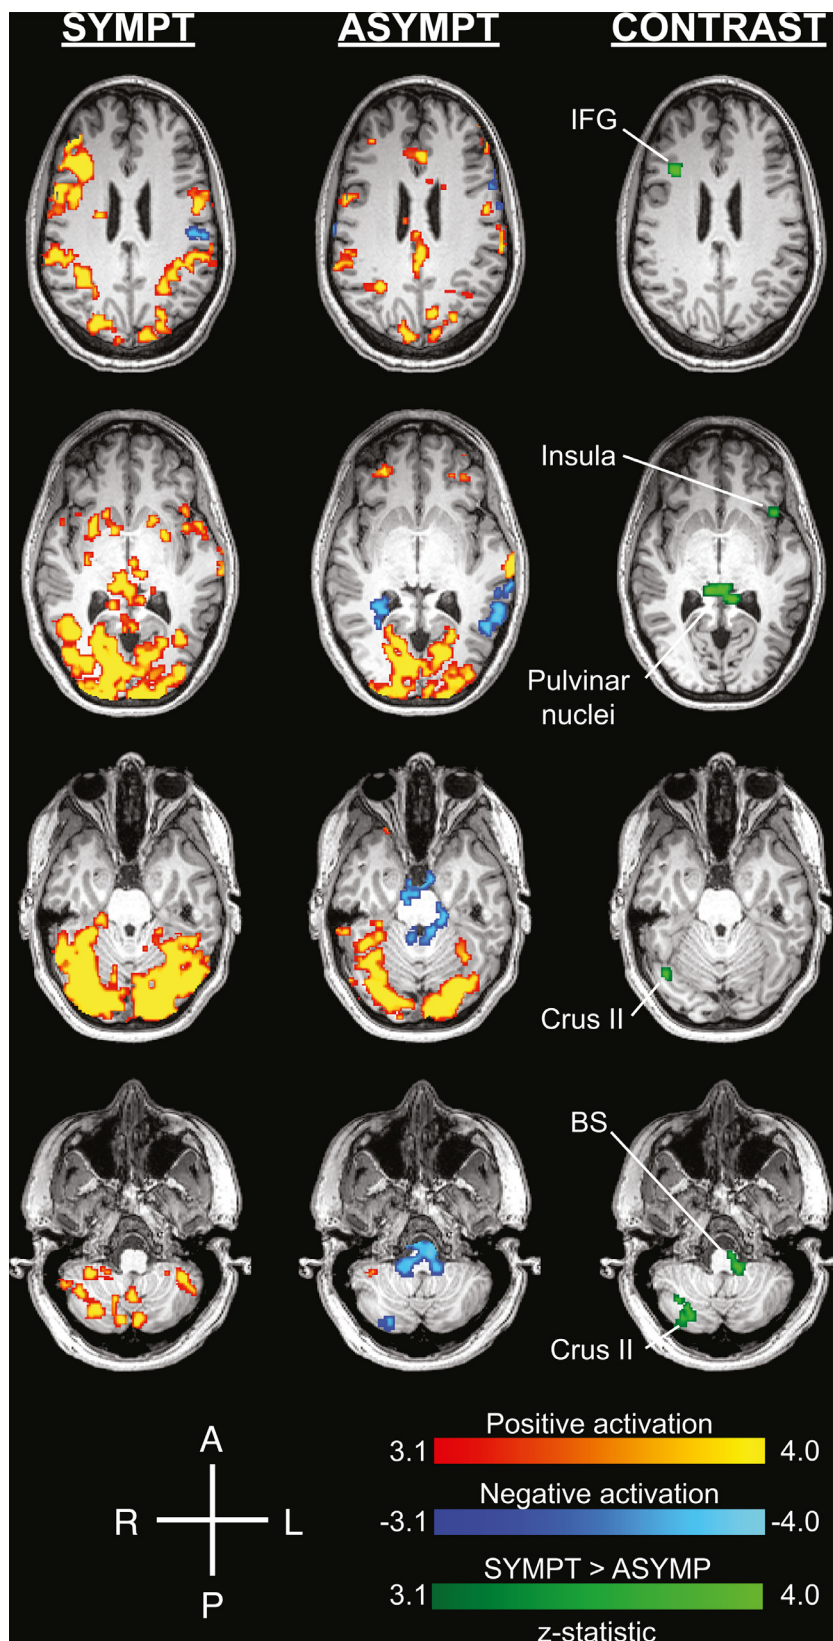 SYMPT ASYMPT CONTRAST
IFG
Insula
Pulvinar
nuclei
Crus II
BS
Crus II
A
R L
P
Positive activation
3.1 4.0
Negative activation
-3.1 -4.0
SYMPT > ASYMP
3.1 4.0
z-statistic